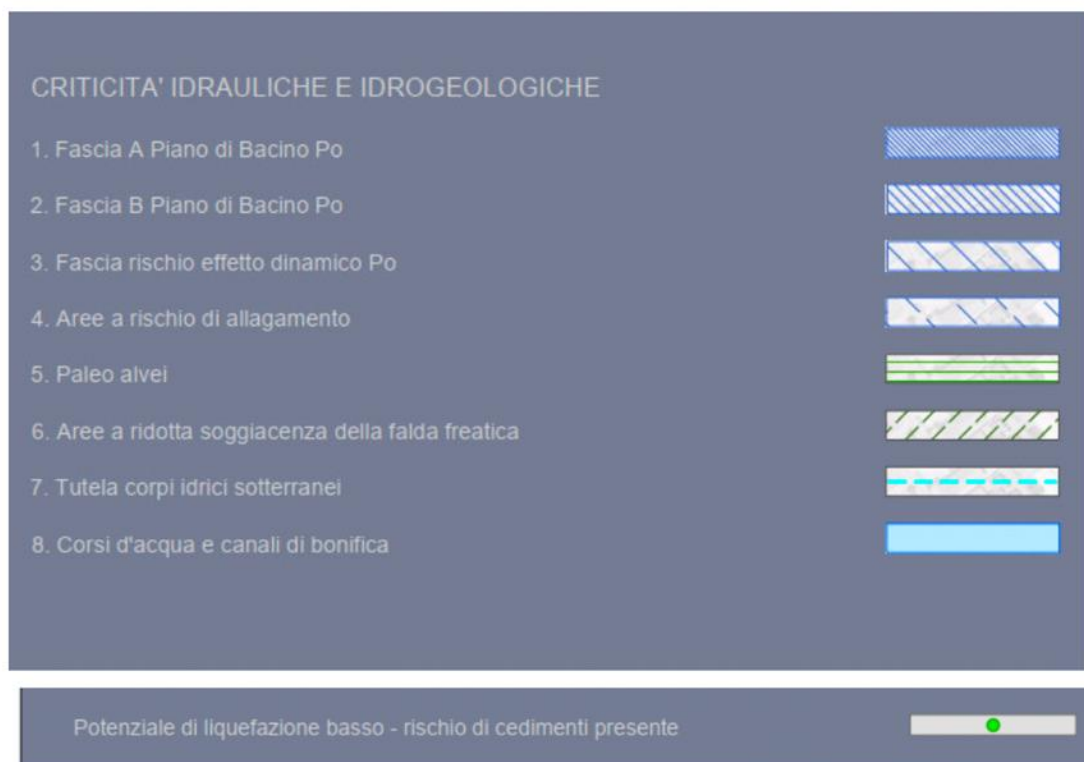 CRITICITA' IDRAULICHE E IDROGEOLOGICHE
1. Fascia A Piano di Bacino Po
2. Fascia B Piano di Bacino Po
3. Fascia rischio effetto dinamico Po
4. Aree a rischio di allagamento
5. Paleo alvei
6. Aree a ridotta soggiacenza della falda freatica
7. Tutela corpi idrici sotterranei
8. Corsi d'acqua e canali di bonifica
Potenziale di liquefazione basso - rischio di cedimenti presente